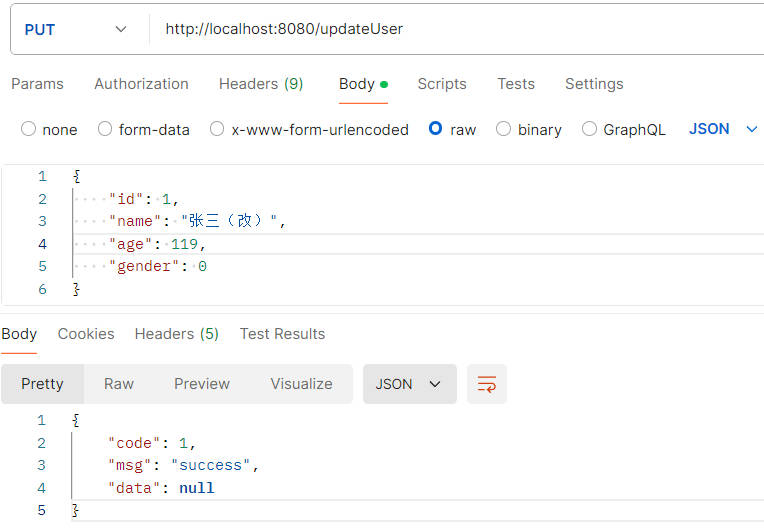 PUT http://localhost:8080/updateUser
Params Authorization Headers (9) Body Scripts Tests Settings
none form-data x-www-form-urlencoded raw binary GraphQL JSON
1 {
2 "id": 1,
3 "name": "张三（改）",
4 "age": 119,
5 "gender": 0
6 }
Body Cookies Headers (5) Test Results
Pretty Raw Preview Visualize JSON
1 {
2 "code": 1,
3 "msg": "success",
4 "data": null
5 }